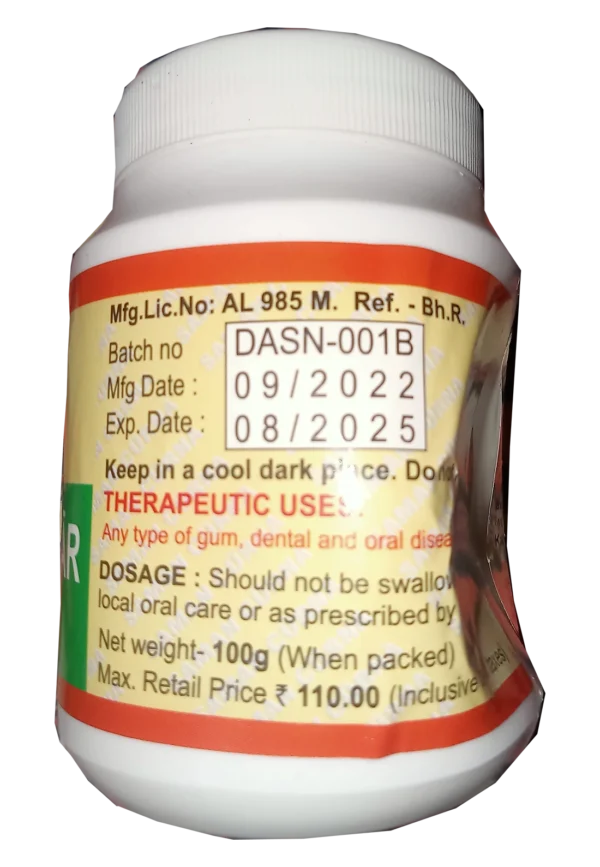 Mfg.Lic.No: AL 985 M. Ref. - Bh.R.
Batch no DASN-001B
Mfg Date : 09/2022
Exp. Date : 08/2025
Keep in a cool dark place. Do
THERAPEUTIC USES:
Any type of gum, dental and oral
DOSAGE : Should not be
local oral care or as prescribed by
Net weight- 100g (When packed)
Max. Retail Price ₹ 110.00 (Inclusive